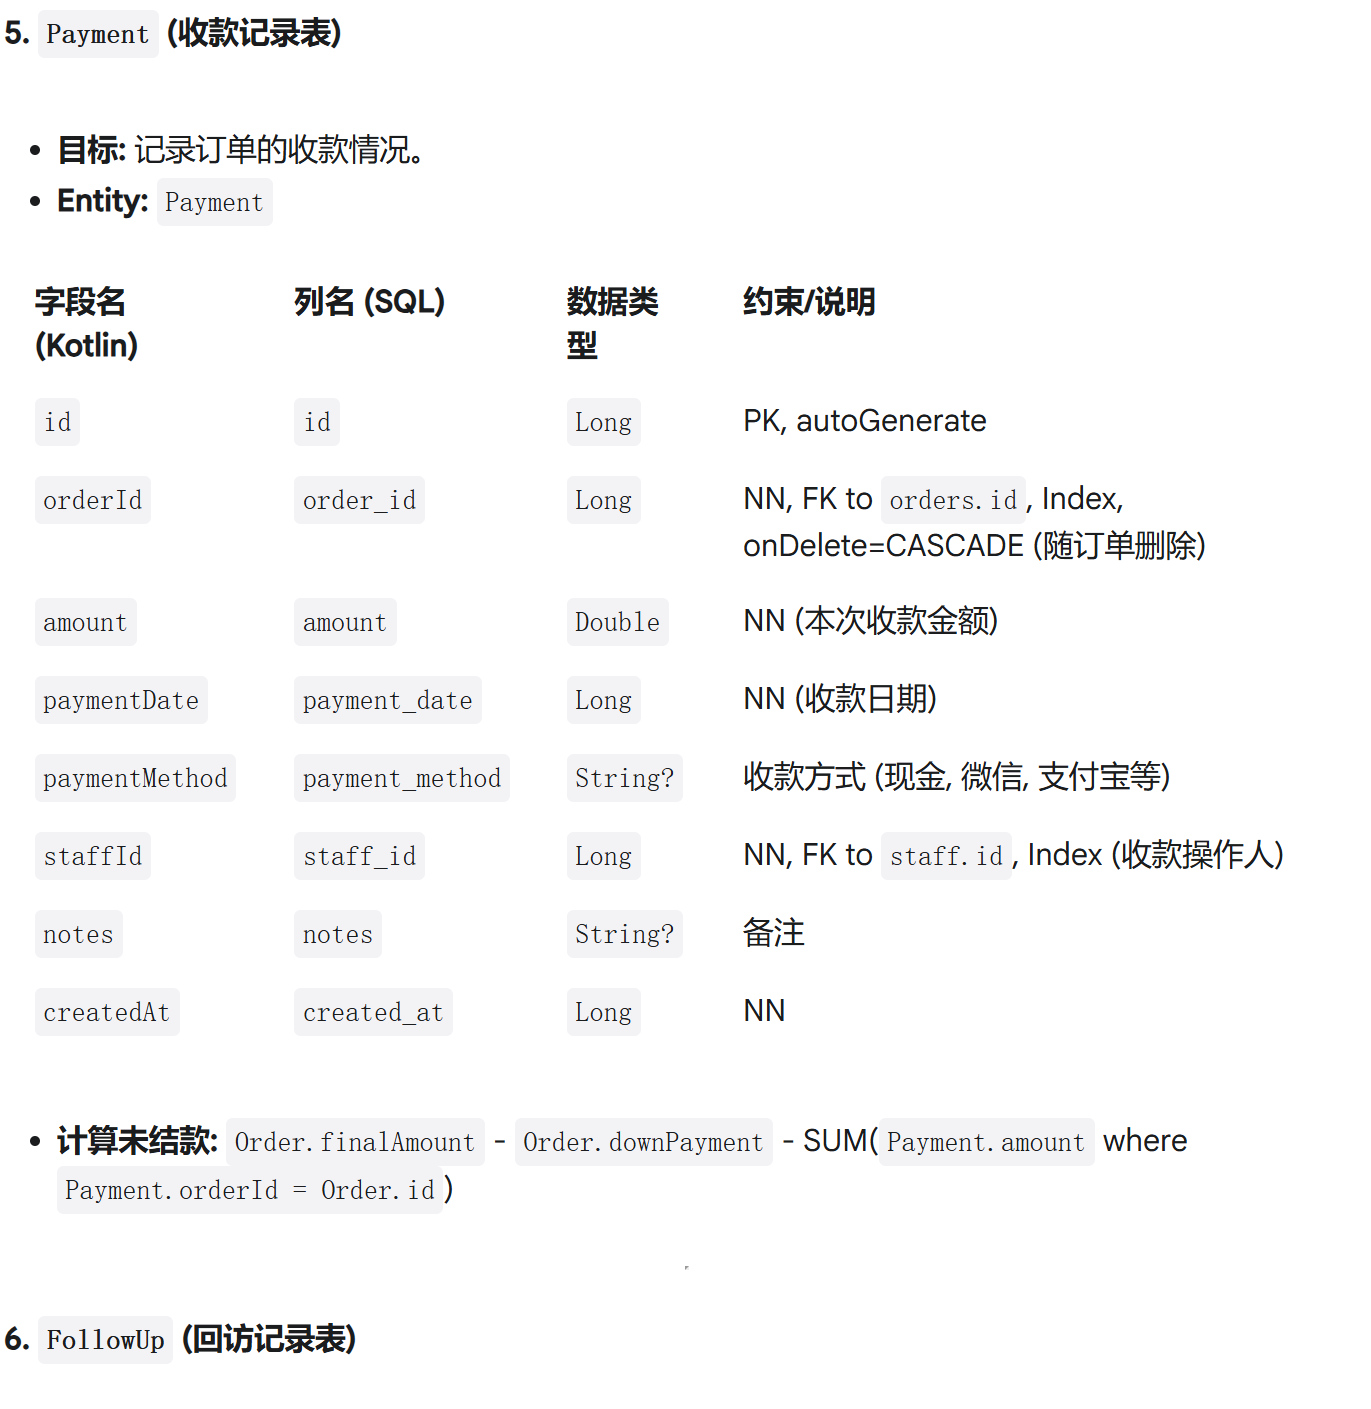 5. Payment (收款记录表)
目标: 记录订单的收款情况。
Entity: Payment
字段名 (Kotlin) 列名 (SQL) 数据类型 约束/说明
id id Long PK, autoGenerate
orderId order_id Long NN, FK to orders.id, Index,
onDelete=CASCADE (随订单删除)
amount amount Double NN (本次收款金额)
paymentDate payment_date Long NN (收款日期)
paymentMethod payment_method String? 收款方式 (现金, 微信, 支付宝等)
staffId staff_id Long NN, FK to staff.id, Index (收款操作人)
notes notes String? 备注
createdAt created_at Long NN
计算未结款: Order.finalAmount - Order.downPayment - SUM(Payment.amount where
Payment.orderId = Order.id)
6. FollowUp (回访记录表)